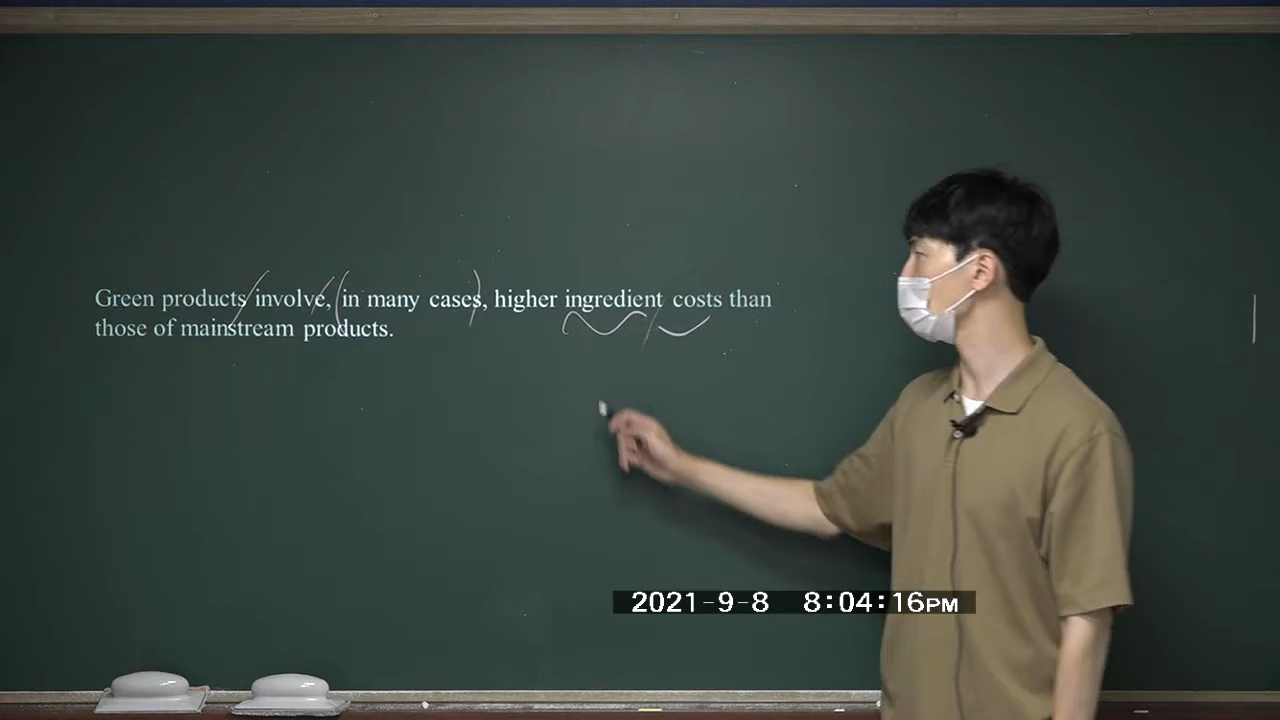 Green products involve, in many cases, higher ingredient costs than
those of mainstream products.
2021-9-8 8:04:16PM